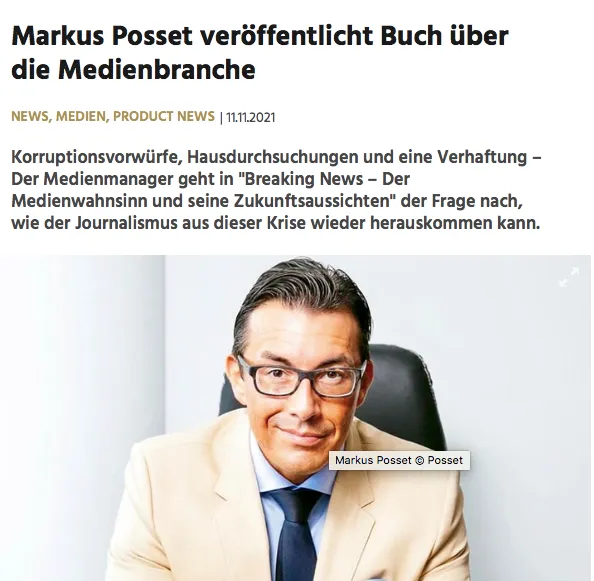 Markus Posset veröffentlicht Buch über
die Medienbranche
NEWS, MEDIEN, PRODUCT NEWS | 11.11.2021
Korruptionsvorwürfe, Hausdurchsuchungen und eine Verhaftung –
Der Medienmanager geht in "Breaking News – Der
Medienwahnsinn und seine Zukunftsaussichten" der Frage nach,
wie der Journalismus aus dieser Krise wieder herauskommen kann.
Markus Posset © Posset